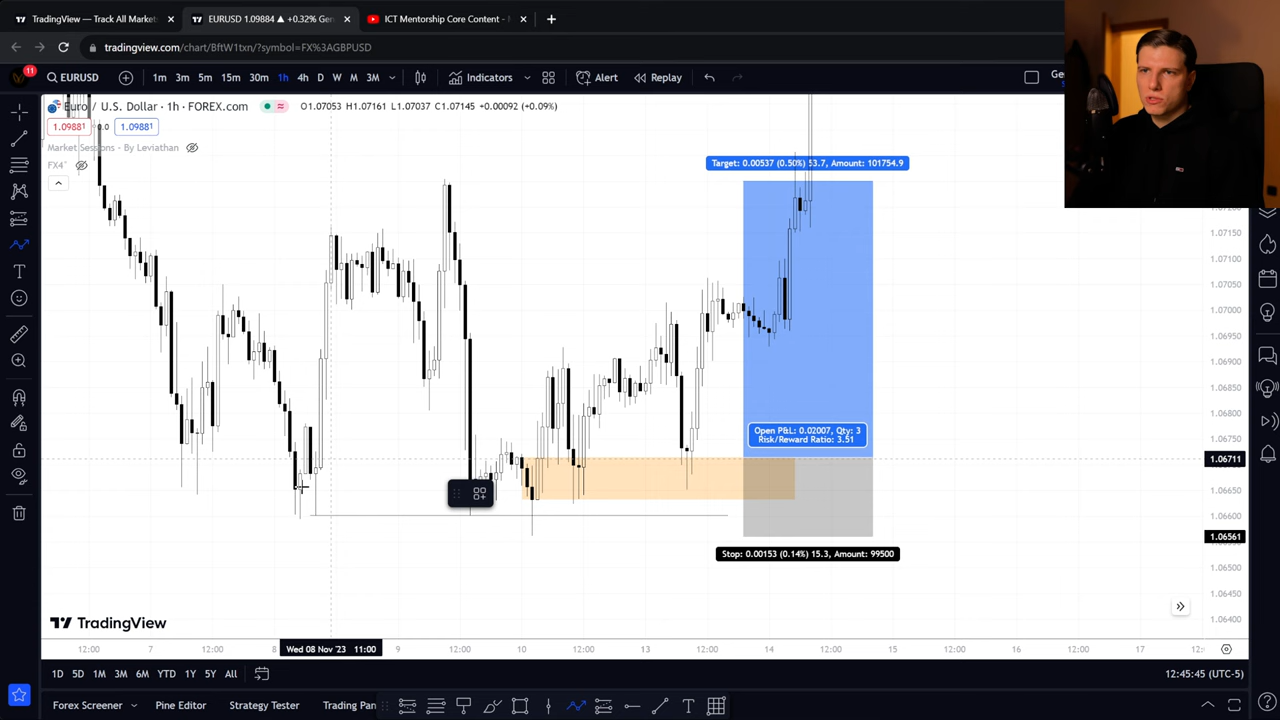 TradingView — Track All Market
EURUSD 1.09884 ▲ +0.32% Gen
ICT Mentorship Core Content -
tradingview.com/chart/BftW1txn/?symbol=FX%3AGBPUSD
11
EURUSD
1m 3m 5m 15m 30m 1h 4h D W M 3M
Indicators
Alert
Replay
Ge
Euro / U.S. Dollar · 1h · FOREX.com
O1.07053 H1.07161 L1.07037 C1.07145 +0.00092 (+0.09%)
1.09881 0.0 1.09881
Market Sessions - By Leviathan
FX4
Target: 0.00537 (0.50%) 53.7, Amount: 101754.9
1.07150
1.07100
1.07050
1.07000
1.06950
1.06900
1.06850
1.06800
1.06750
Open P&L: 0.02007, Qty: 3
Risk/Reward Ratio: 3.51
1.06711
1.06650
1.06600
1.06561
Stop: 0.00153 (0.14%) 15.3, Amount: 99500
1.06500
1.06450
1.06400
TradingView
12:00 7 12:00 8 Wed 08 Nov '23 11:00 9 12:00 10 12:00 13 12:00 14 12:00 15 12:00 16 12:00 17 12:
1D 5D 1M 3M 6M YTD 1Y 5Y All
12:45:45 (UTC-5)
Forex Screener Pine Editor Strategy Tester Trading Pan